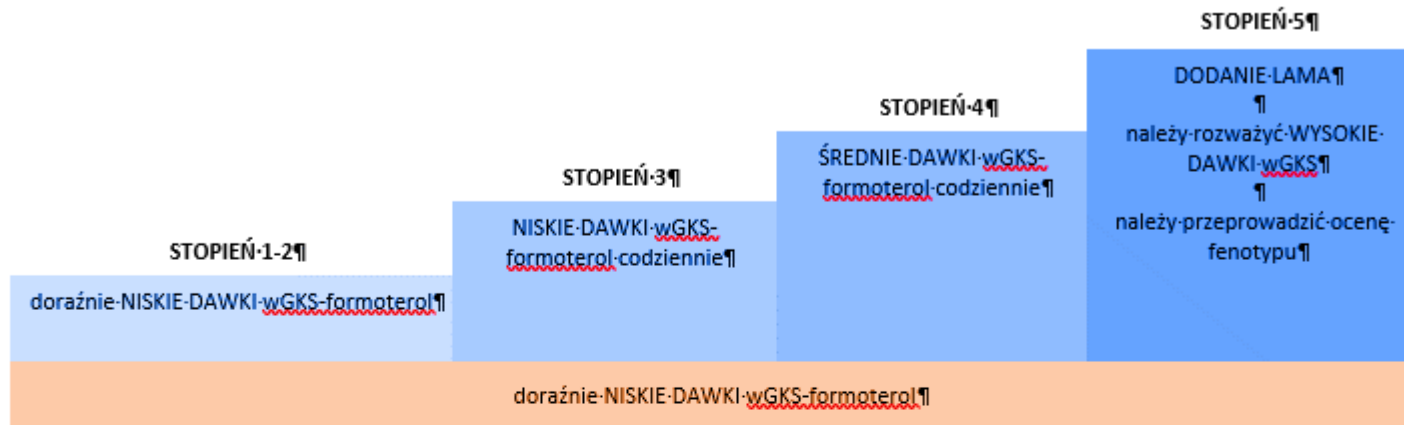 STOPIEŃ·1-2¶
doraźnie·NISKIE·DAWKI·wGKS-formoterol¶
STOPIEŃ·3¶
NISKIE·DAWKI·wGKS-
formoterol·codziennie¶
STOPIEŃ·4¶
ŚREDNIE·DAWKI·wGKS-
formoterol·codziennie¶
STOPIEŃ·5¶
DODANIE·LAMA¶
¶
należy·rozważyć·WYSOKIE·
DAWKI·wGKS¶
¶
należy·przeprowadzić·ocenę·
fenotypu¶
doraźnie·NISKIE·DAWKI·wGKS-formoterol¶